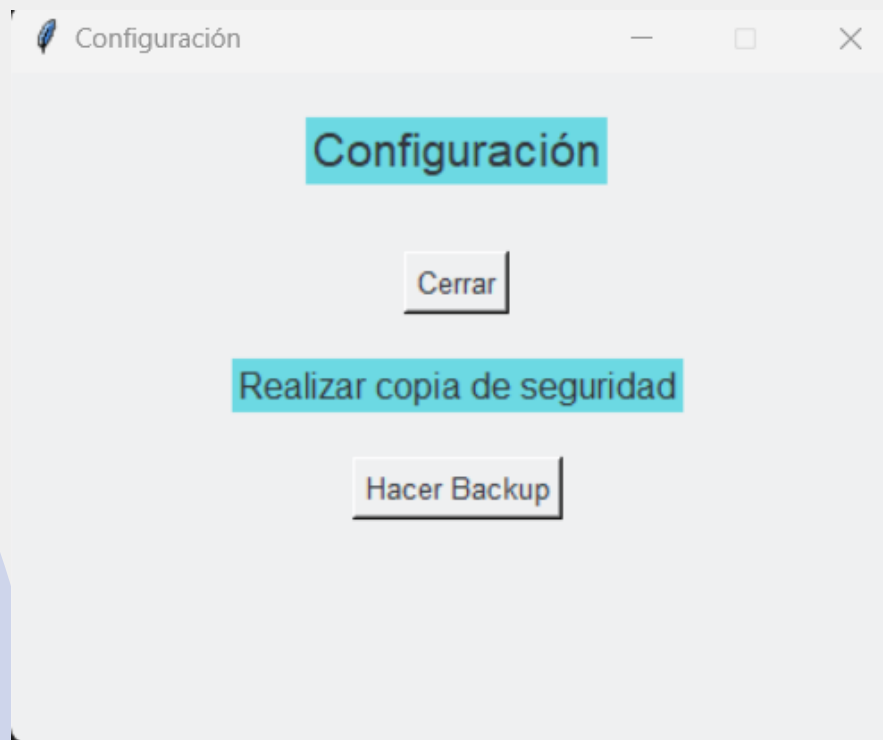 Configuración
Configuración
Cerrar
Realizar copia de seguridad
Hacer Backup